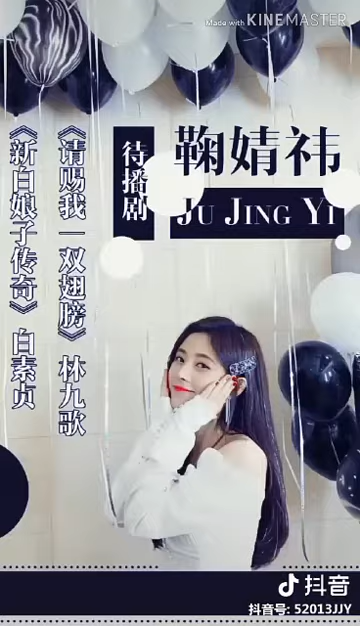 Made with KINEMASTER
鞠婧祎
JU JING YI
待播剧
《请赐我一双翅膀》林九歌
《新白娘子传奇》白素贞
抖音
抖音号: 52013JJY